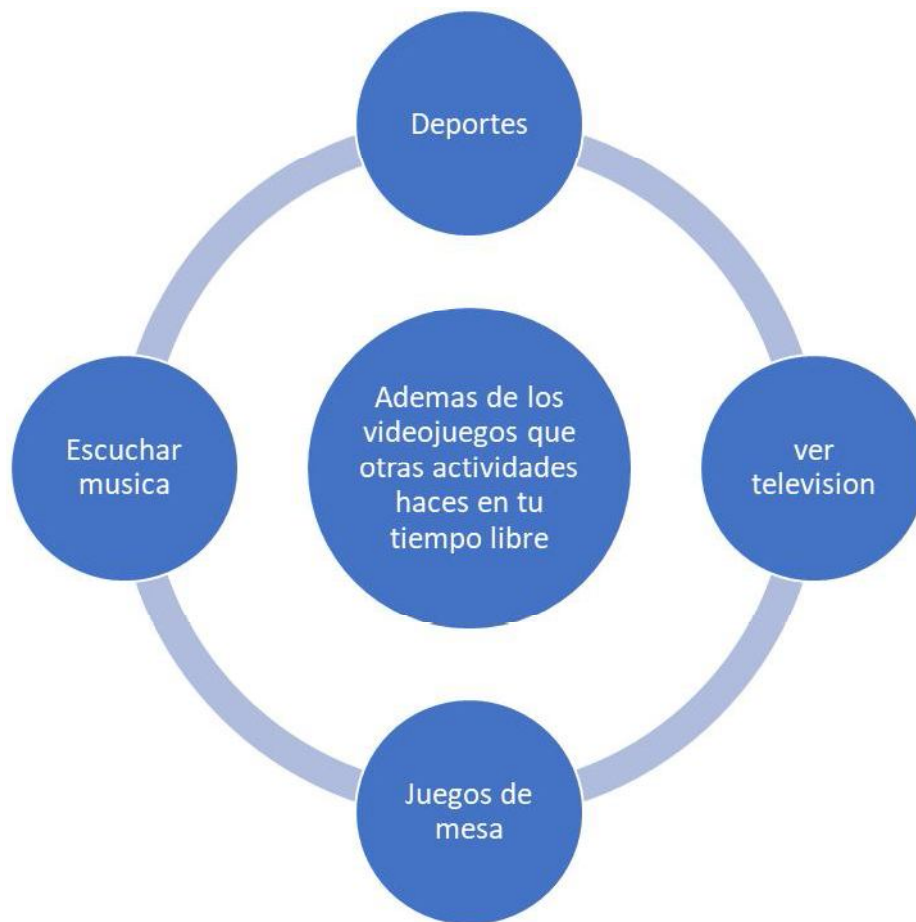 Deportes
Ademas de los
videojuegos que
otras actividades
haces en tu
tiempo libre
Escuchar
musica
ver
television
Juegos de
mesa